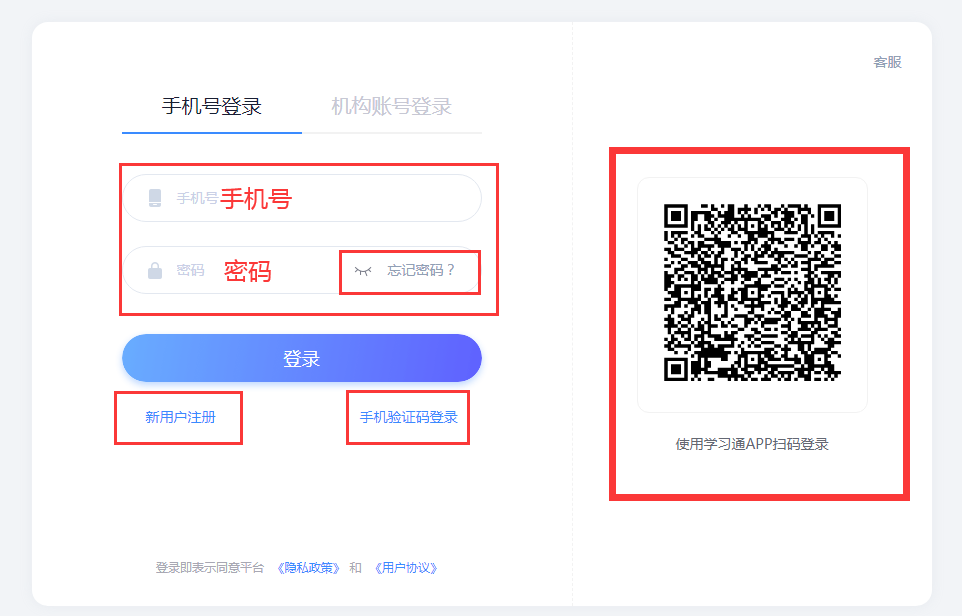 客服
手机号登录 机构账号登录
手机号手机号
密码 密码 忘记密码？
登录
新用户注册 手机验证码登录
使用学习通APP扫码登录
登录即表示同意平台 《隐私政策》 和 《用户协议》